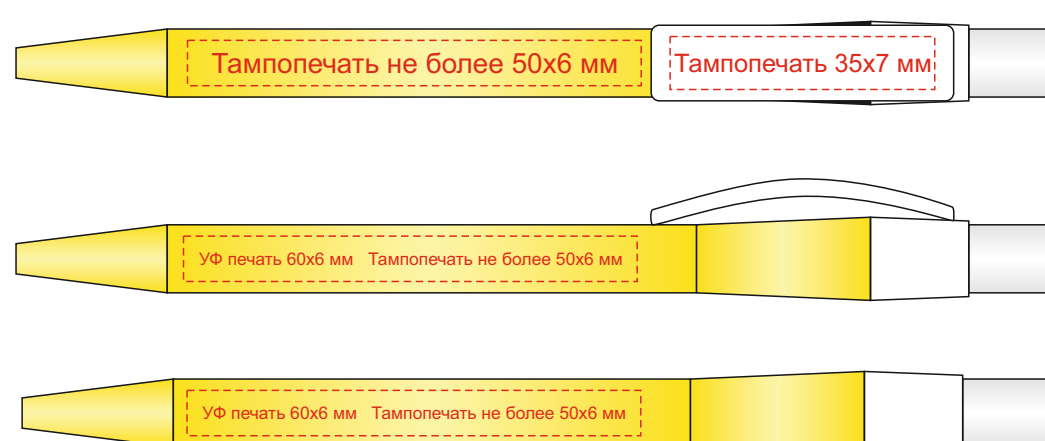 Тампопечать не более 50х6 мм
Тампопечать 35х7 мм
УФ печать 60х6 мм Тампопечать не более 50х6 мм
УФ печать 60х6 мм Тампопечать не более 50х6 мм